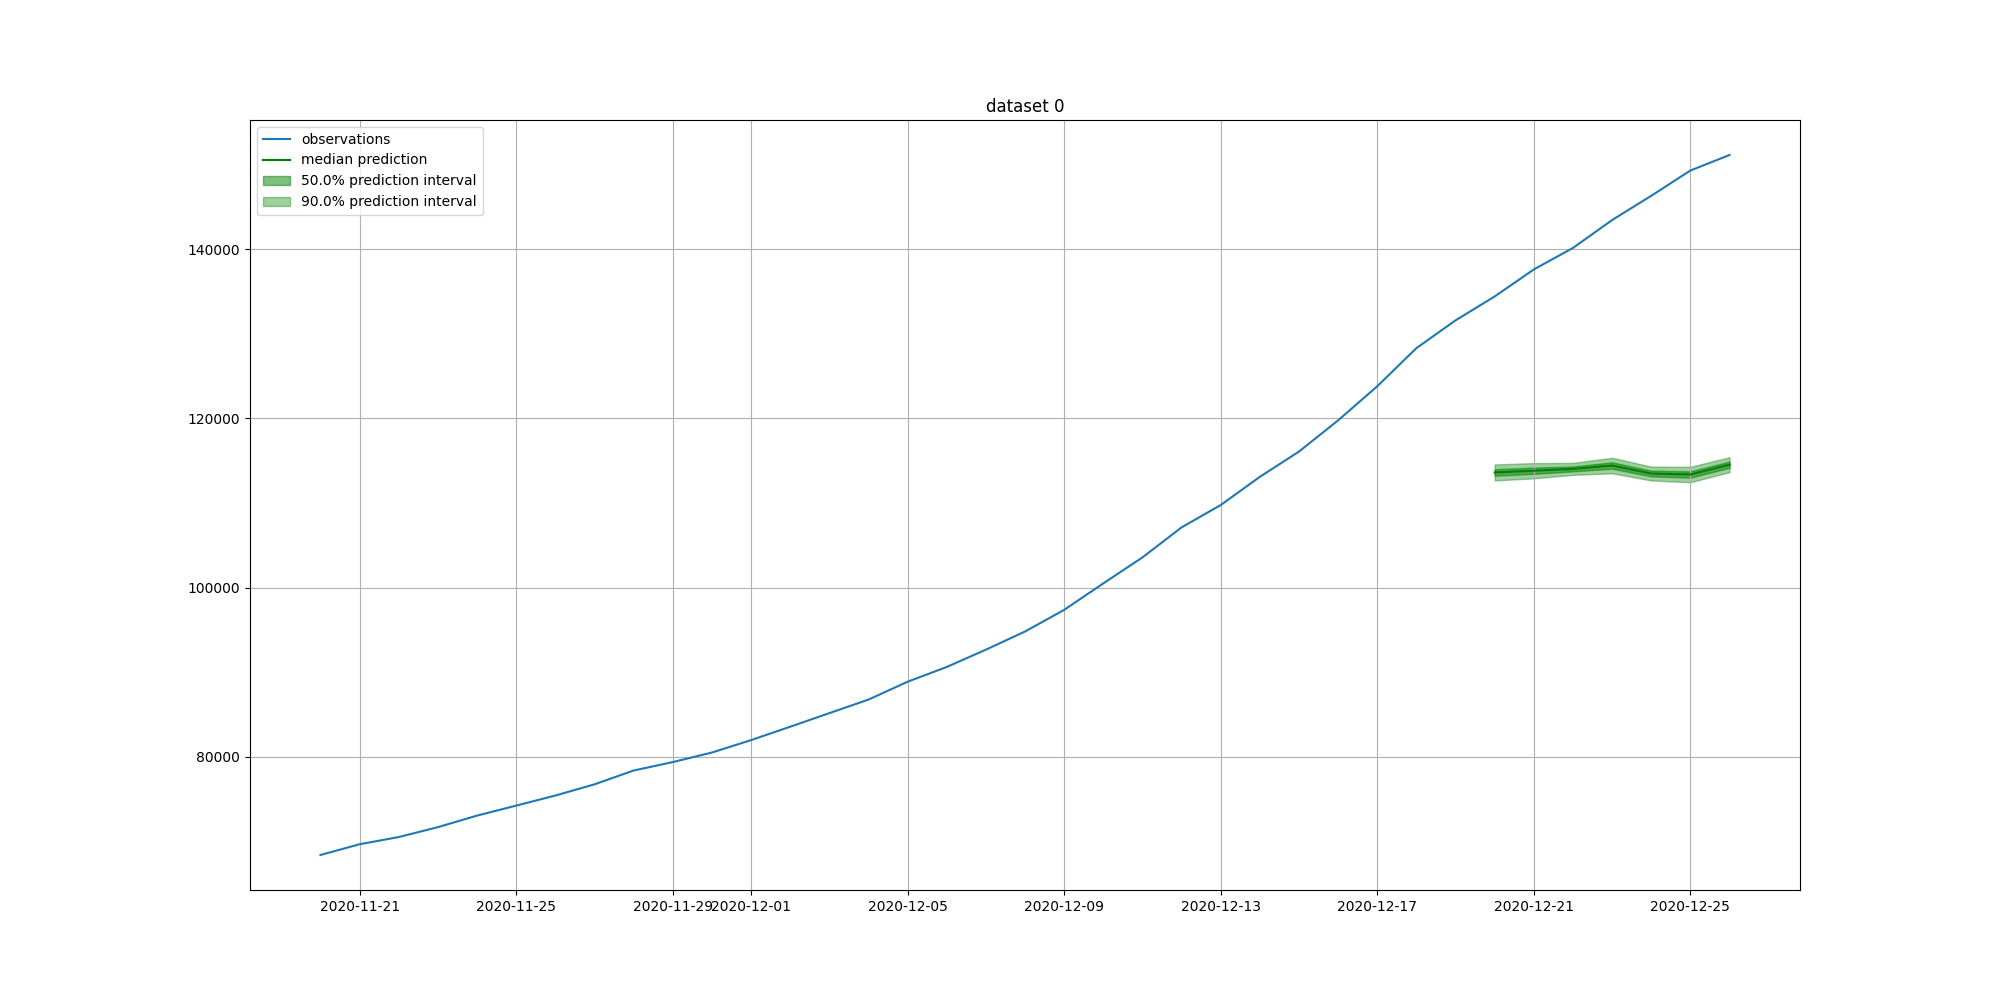 dataset 0
observations
median prediction
50.0% prediction interval
90.0% prediction interval
140000
120000
100000
80000
2020-11-21
2020-11-25
2020-11-29
2020-12-01
2020-12-05
2020-12-09
2020-12-13
2020-12-17
2020-12-21
2020-12-25